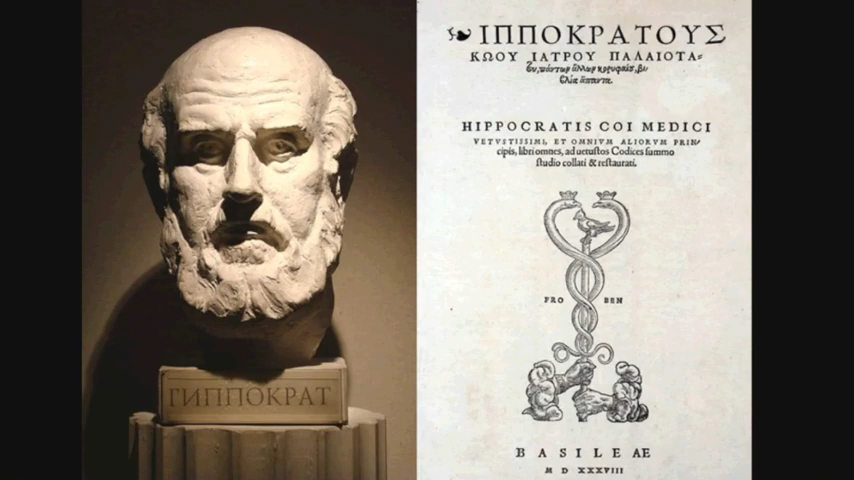 ГИППОКРАТ
ΙΠΠΟΚΡΑΤΟΥΣ
ΚΩΟΥ ΙΑΤΡΟΥ ΠΑΛΑΙΟΤΑ-
HIPPOCRATIS COI MEDICI
VETVSTISSIMI, ET OMNIVM ALIORVM PRIN/
cipis, libri omnes, ad uetustos Codices summo
studio collati & restaurati.
FRO BEN
BASILEAE
M D XXXVIII